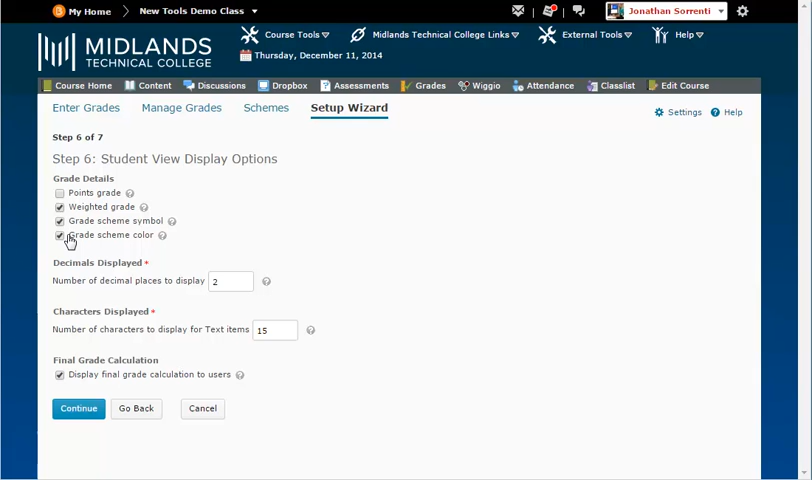 My Home New Tools Demo Class Jonathan Sorrenti
MIDLANDS
TECHNICAL COLLEGE
Course Tools Midlands Technical College Links External Tools Help
Thursday, December 11, 2014
Course Home Content Discussions Dropbox Assessments Grades Wiggio Attendance Classlist Edit Course
Enter Grades Manage Grades Schemes Setup Wizard
Settings Help
Step 6 of 7
Step 6: Student View Display Options
Grade Details
Points grade
Weighted grade
Grade scheme symbol
Grade scheme color
Decimals Displayed *
Number of decimal places to display 2
Characters Displayed *
Number of characters to display for Text items 15
Final Grade Calculation
Display final grade calculation to users
Continue Go Back Cancel